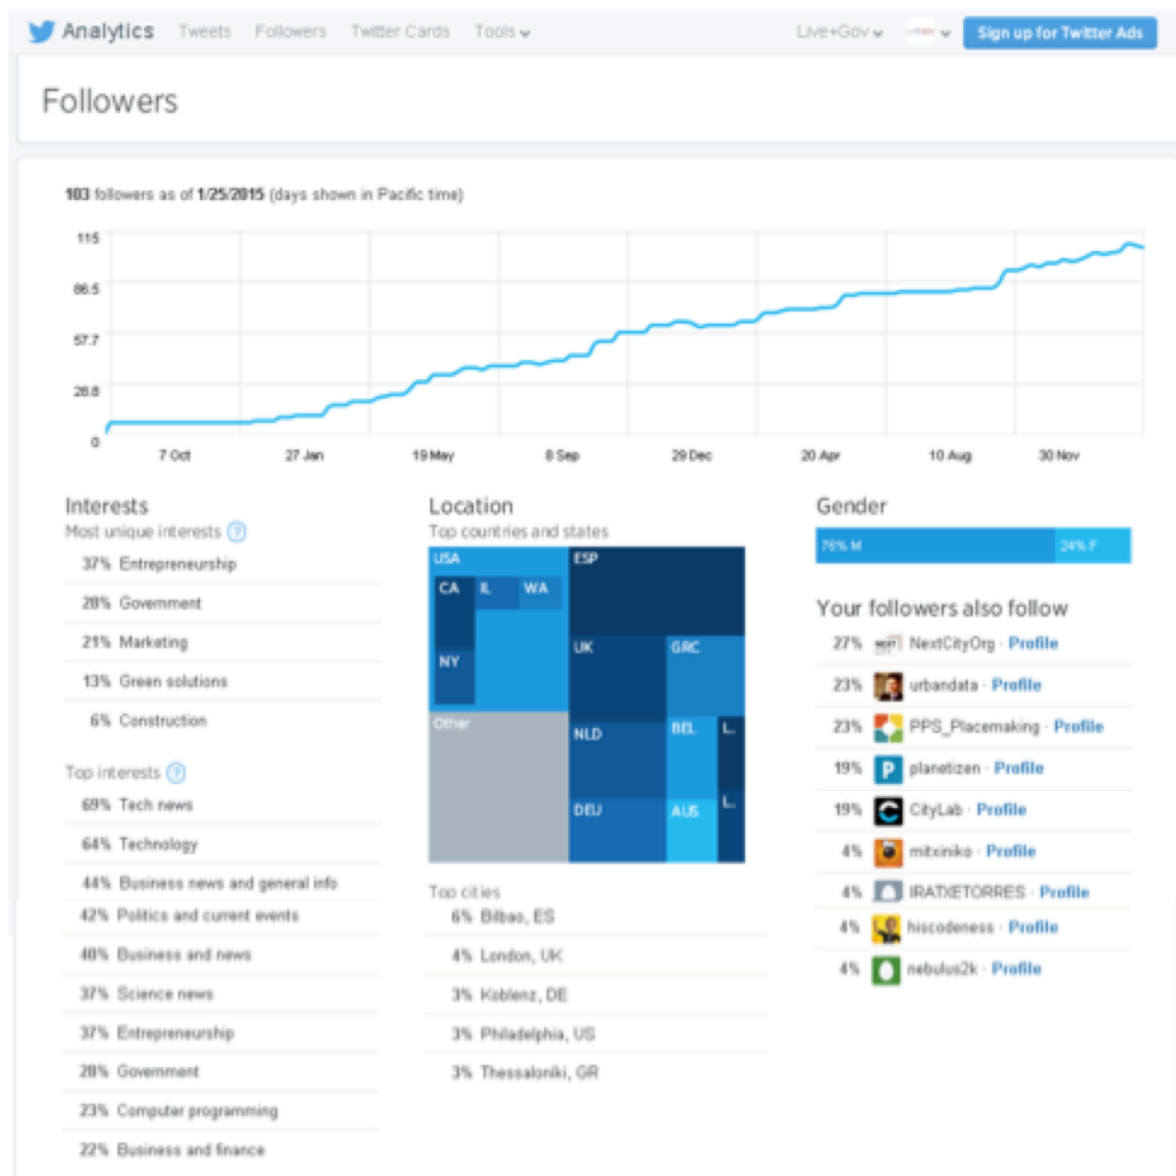 Analytics Tweets Followers Twitter Cards Tools Live+Gov Sign up for Twitter Ads
Followers
103 followers as of 1/25/2015 (days shown in Pacific time)
115
86.5
57.7
28.8
0
7 Oct 27 Jan 19 May 8 Sep 29 Dec 20 Apr 10 Aug 30 Nov
Interests
Most unique interests ?
37% Entrepreneurship
28% Government
21% Marketing
13% Green solutions
6% Construction
Top interests ?
69% Tech news
64% Technology
44% Business news and general info
42% Politics and current events
40% Business and news
37% Science news
37% Entrepreneurship
28% Government
23% Computer programming
22% Business and finance
Location
Top countries and states
USA
CA IL WA
NY
Other
ESP
UK GRC
NLD BEL L..
DEU AUS L..
Top cities
6% Bilbao, ES
4% London, UK
3% Koblenz, DE
3% Philadelphia, US
3% Thessaloniki, GR
Gender
76% M 24% F
Your followers also follow
27% NextCityOrg · Profile
23% urbandata · Profile
23% PPS_Placemaking · Profile
19% planetizen · Profile
19% CityLab · Profile
4% mitxiniko · Profile
4% IRATXETORRES · Profile
4% hiscodeness · Profile
4% nebulus2k · Profile